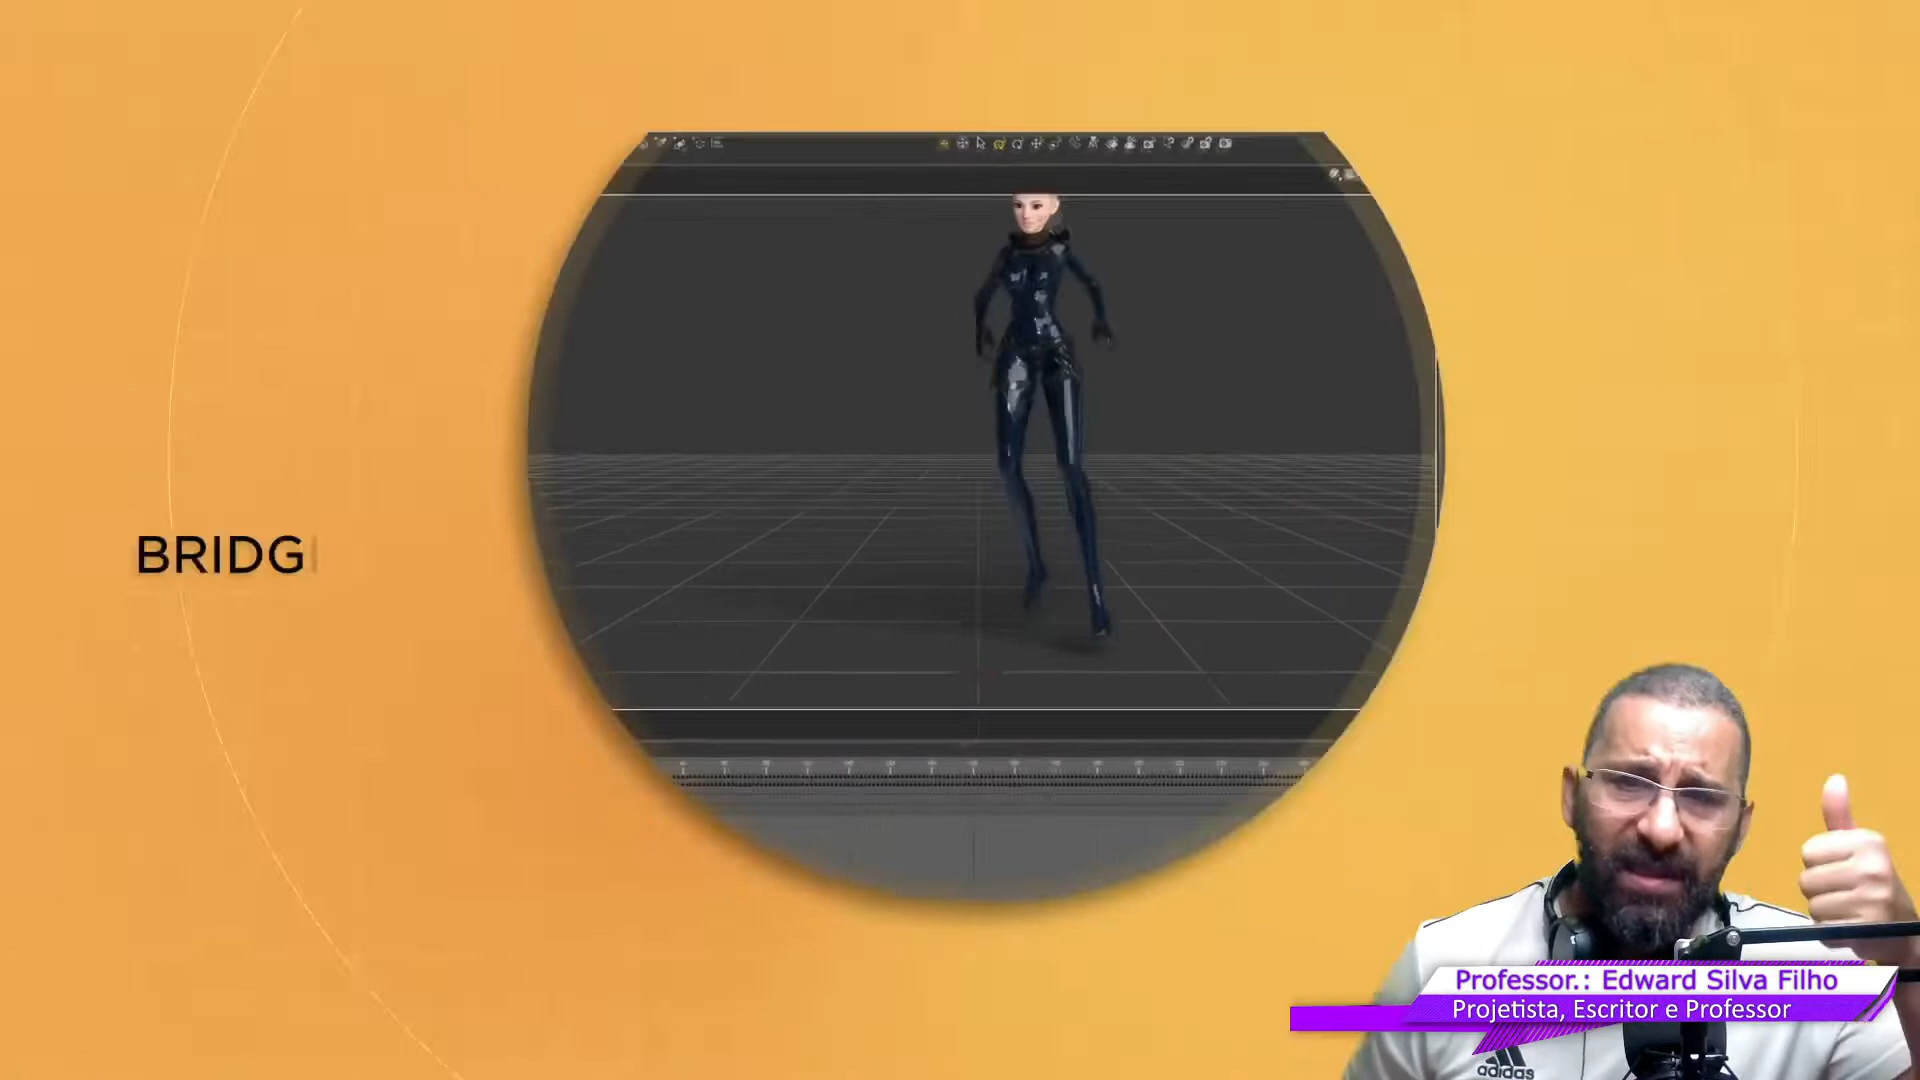 BRIDG
Professor.: Edward Silva Filho
Projetista, Escritor e Professor
adidas